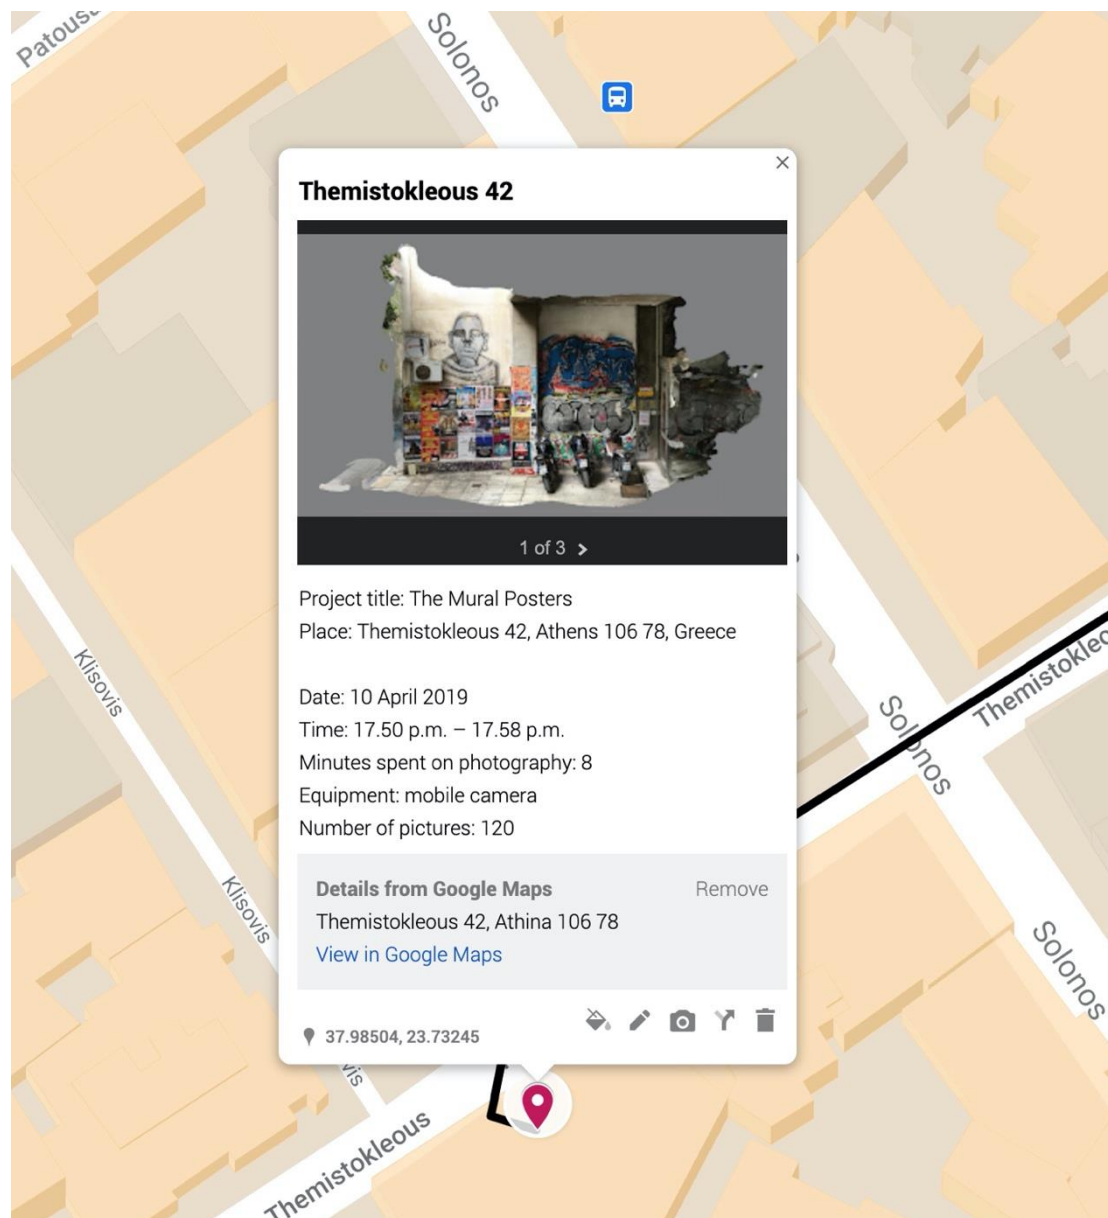 Patous
Solonos
Themistokleous 42
1 of 3
Project title: The Mural Posters
Place: Themistokleous 42, Athens 106 78, Greece
Date: 10 April 2019
Time: 17.50 p.m. – 17.58 p.m.
Minutes spent on photography: 8
Equipment: mobile camera
Number of pictures: 120
Details from Google Maps
Remove
Themistokleous 42, Athina 106 78
View in Google Maps
37.98504, 23.73245
Klisovis
Klisovis
vis
Themistokleous
Themistokleo
Solonos
Solonos